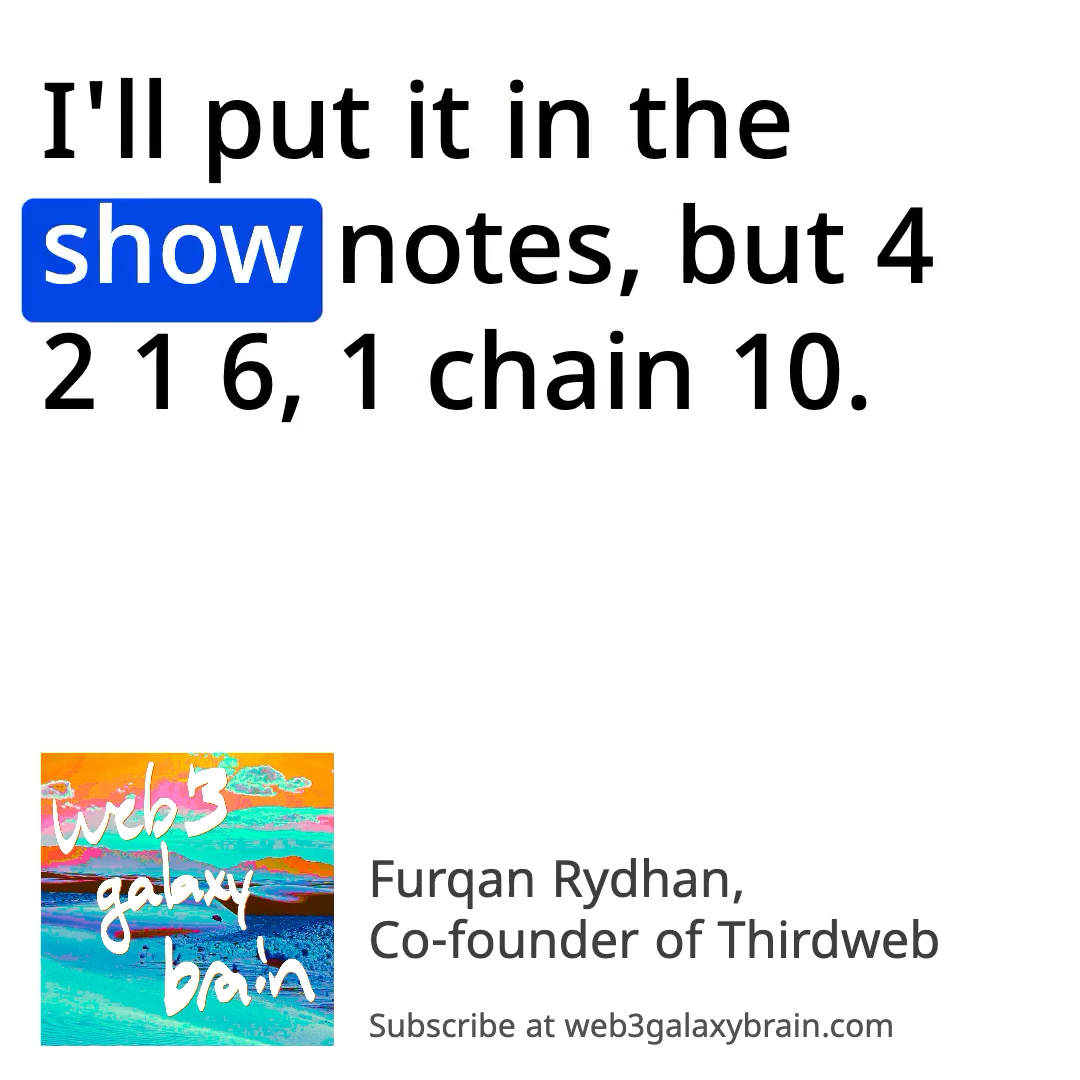 I'll put it in the
show notes, but 4
2 1 6, 1 chain 10.
web3
galaxy
brain
Furqan Rydhan,
Co-founder of Thirdweb
Subscribe at web3galaxybrain.com